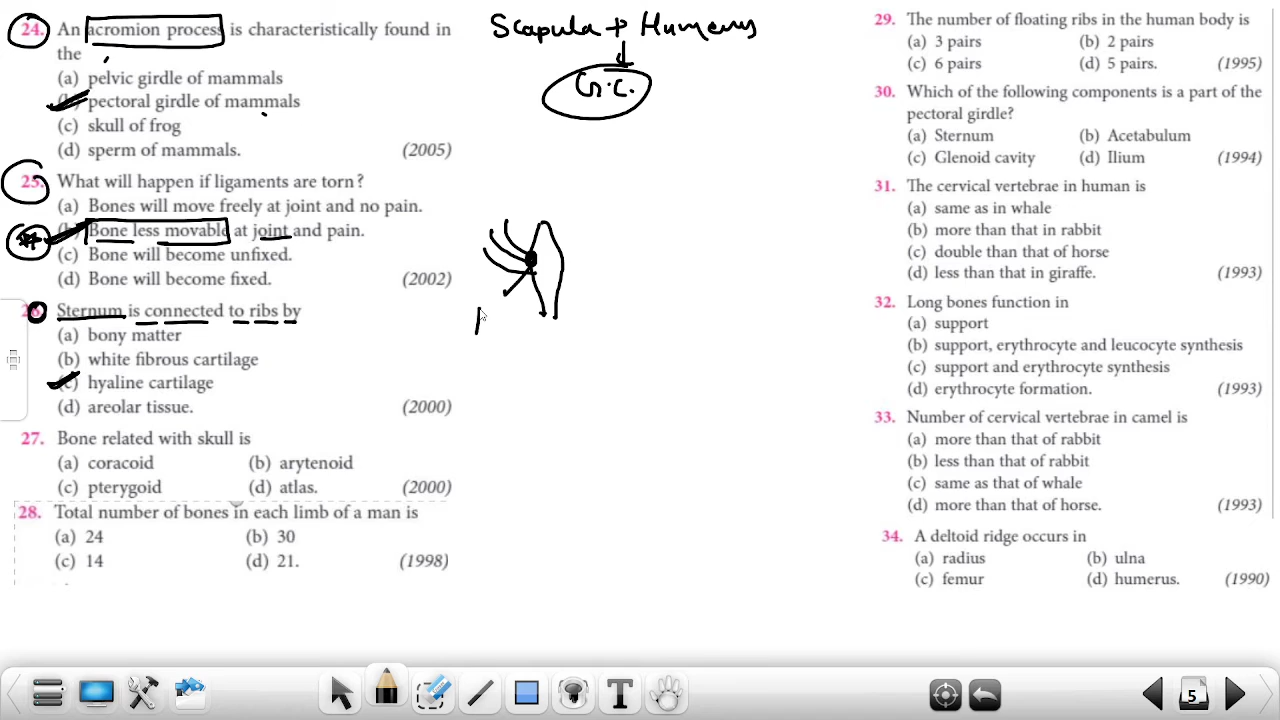 24. An acromion process is characteristically found in
the
(a) pelvic girdle of mammals
(b) pectoral girdle of mammals
(c) skull of frog
(d) sperm of mammals. (2005)
25. What will happen if ligaments are torn?
(a) Bones will move freely at joint and no pain.
(b) Bone less movable at joint and pain.
(c) Bone will become unfixed.
(d) Bone will become fixed. (2002)
26. Sternum is connected to ribs by
(a) bony matter
(b) white fibrous cartilage
(c) hyaline cartilage
(d) areolar tissue. (2000)
27. Bone related with skull is
(a) coracoid (b) arytenoid
(c) pterygoid (d) atlas. (2000)
28. Total number of bones in each limb of a man is
(a) 24 (b) 30
(c) 14 (d) 21. (1998)
Scapula + Humerus
G.C.
29. The number of floating ribs in the human body is
(a) 3 pairs (b) 2 pairs
(c) 6 pairs (d) 5 pairs. (1995)
30. Which of the following components is a part of the
pectoral girdle?
(a) Sternum (b) Acetabulum
(c) Glenoid cavity (d) Ilium (1994)
31. The cervical vertebrae in human is
(a) same as in whale
(b) more than that in rabbit
(c) double than that of horse
(d) less than that in giraffe. (1993)
32. Long bones function in
(a) support
(b) support, erythrocyte and leucocyte synthesis
(c) support and erythrocyte synthesis
(d) erythrocyte formation. (1993)
33. Number of cervical vertebrae in camel is
(a) more than that of rabbit
(b) less than that of rabbit
(c) same as that of whale
(d) more than that of horse. (1993)
34. A deltoid ridge occurs in
(a) radius (b) ulna
(c) femur (d) humerus. (1990)
T
5